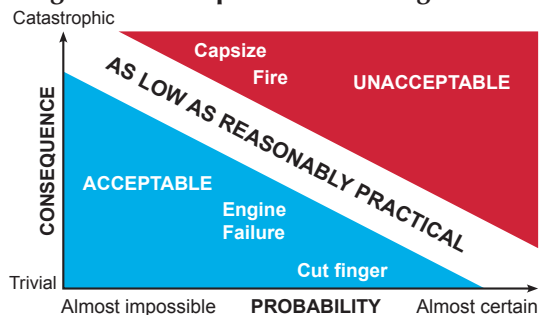 Catastrophic
Capsize
Fire
UNACCEPTABLE
AS LOW AS REASONABLY PRACTICAL
CONSEQUENCE
ACCEPTABLE
Engine
Failure
Cut finger
Trivial
Almost impossible PROBABILITY Almost certain